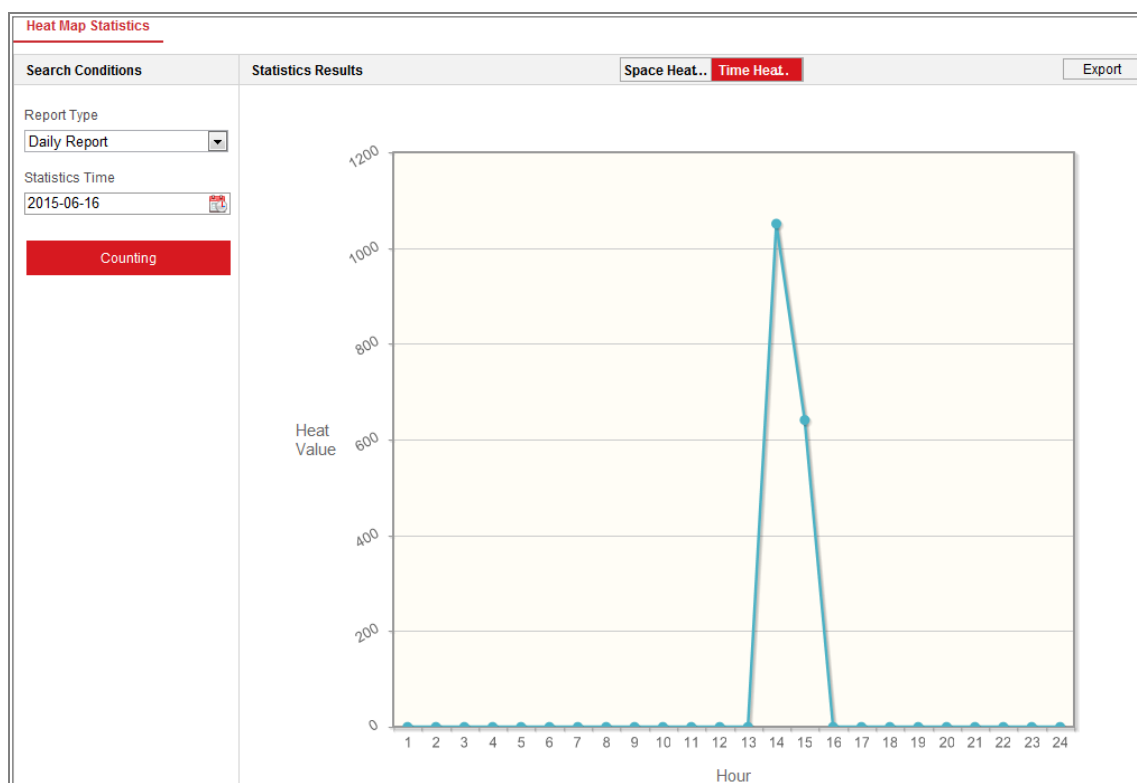 Heat Map Statistics
Search Conditions
Statistics Results
Space Heat...
Time Heat..
Export
Report Type
Daily Report
Statistics Time
2015-06-16
Counting
1200
1000
800
600
400
200
0
Heat
Value
1 2 3 4 5 6 7 8 9 10 11 12 13 14 15 16 17 18 19 20 21 22 23 24
Hour